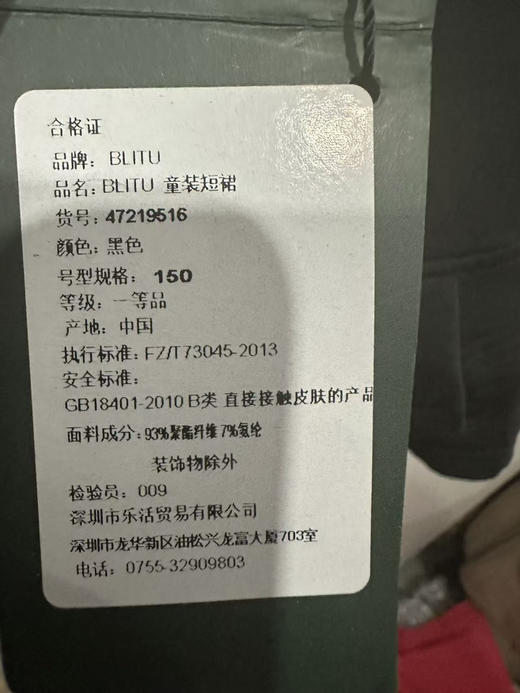 合格证
品牌：BLITU
品名：BLITU 童装短裙
货号：47219516
颜色：黑色
号型规格：150
等级：一等品
产地：中国
执行标准：FZ/T73045-2013
安全标准：
GB18401-2010 B类 直接接触皮肤的产品
面料成分：93%聚酯纤维 7%氨纶
装饰物除外
检验员：009
深圳市乐活贸易有限公司
深圳市龙华新区油松兴龙富大厦703室
电话：0755-32909803